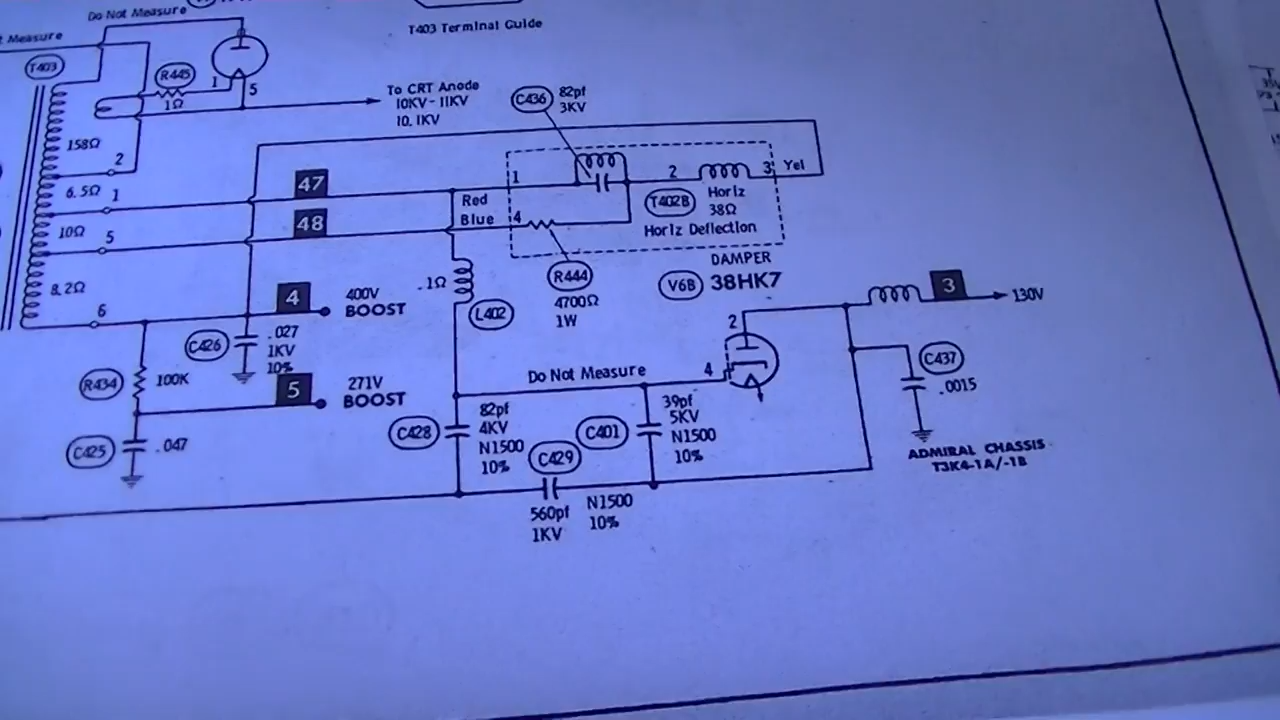 Do Not Measure
Measure
T403 Terminal Guide
T403
R445
1
1Ω
5
To CRT Anode
10KV-11KV
10.1KV
C436
82pf
3KV
158Ω
2
6.5Ω
1
47
Red
1
2
3
Yel
T402B
Horiz
38Ω
Horiz Deflection
10Ω
5
48
Blue
4
R444
4700Ω
1W
DAMPER
V6B
38HK7
8.2Ω
6
4
400V
BOOST
.1Ω
L402
3
130V
C426
.027
1KV
10%
R434
100K
5
271V
BOOST
Do Not Measure
2
4
C437
.0015
C425
.047
C428
82pf
4KV
N1500
10%
C401
39pf
5KV
N1500
10%
C429
560pf
1KV
N1500
10%
ADMIRAL CHASSIS
T3K4-1A/-1B